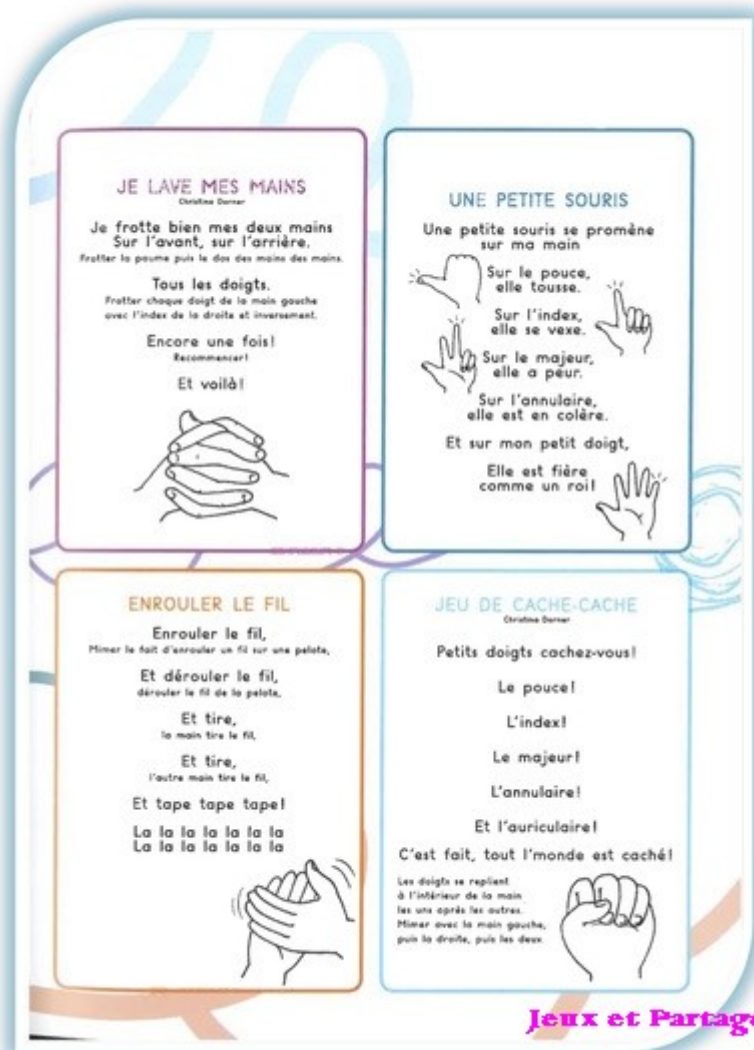 JE LAVE MES MAINS
Christina Dorner
Je frotte bien mes deux mains
Sur l'avant, sur l'arrière.
Frotter la paume puis le dos des mains des mains.
Tous les doigts.
Frotter chaque doigt de la main gauche
avec l'index de la droite et inversement.
Encore une fois!
Recommencer!
Et voilà!
UNE PETITE SOURIS
Une petite souris se promène
sur ma main
Sur le pouce,
elle tousse.
Sur l'index,
elle se vexe.
Sur le majeur,
elle a peur.
Sur l'annulaire,
elle est en colère.
Et sur mon petit doigt,
Elle est fière
comme un roi!
ENROULER LE FIL
Enrouler le fil,
Mimer le fait d'enrouler un fil sur une pelote,
Et dérouler le fil,
dérouler le fil de la pelote,
Et tire,
la main tire le fil,
Et tire,
l'autre main tire le fil,
Et tape tape tape!
La la la la la la la
La la la la la la la
JEU DE CACHE-CACHE
Christina Dorner
Petits doigts cachez-vous!
Le pouce!
L'index!
Le majeur!
L'annulaire!
Et l'auriculaire!
C'est fait, tout l'monde est caché!
Les doigts se replient
à l'intérieur de la main
les uns après les autres.
Mimer avec la main gauche,
puis la droite, puis les deux.
Jeux et Partage